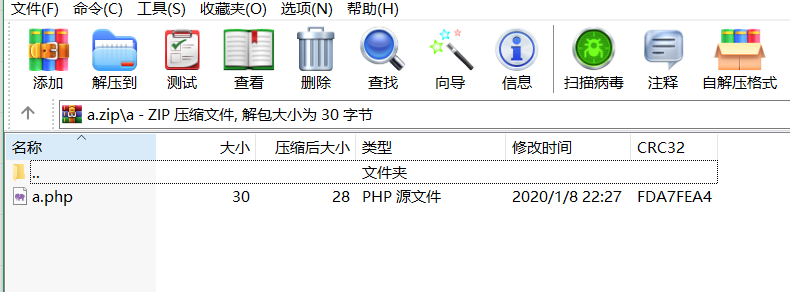 文件(F) 命令(C) 工具(S) 收藏夹(O) 选项(N) 帮助(H)
添加 解压到 测试 查看 删除 查找 向导 信息 扫描病毒 注释 自解压格式
a.zip\a - ZIP 压缩文件, 解包大小为 30 字节
名称 大小 压缩后大小 类型 修改时间 CRC32
.. 文件夹
a.php 30 28 PHP 源文件 2020/1/8 22:27 FDA7FEA4